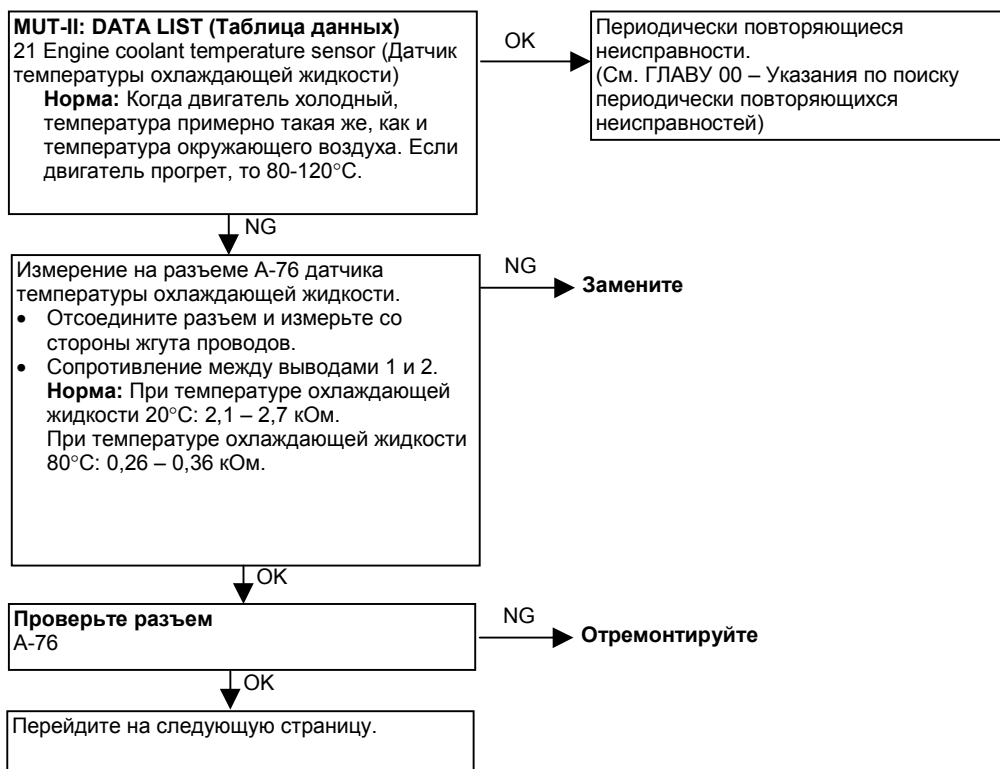 MUT-II: DATA LIST (Таблица данных)
21 Engine coolant temperature sensor (Датчик
температуры охлаждающей жидкости)
Норма: Когда двигатель холодный,
температура примерно такая же, как и
температура окружающего воздуха. Если
двигатель прогрет, то 80-120°C.
OK
Периодически повторяющиеся
неисправности.
(См. ГЛАВУ 00 – Указания по поиску
периодически повторяющихся
неисправностей)
NG
Измерение на разъеме А-76 датчика
температуры охлаждающей жидкости.
• Отсоедините разъем и измерьте со
стороны жгута проводов.
• Сопротивление между выводами 1 и 2.
Норма: При температуре охлаждающей
жидкости 20°C: 2,1 – 2,7 кОм.
При температуре охлаждающей жидкости
80°C: 0,26 – 0,36 кОм.
NG
Замените
OK
Проверьте разъем
А-76
NG
Отремонтируйте
OK
Перейдите на следующую страницу.